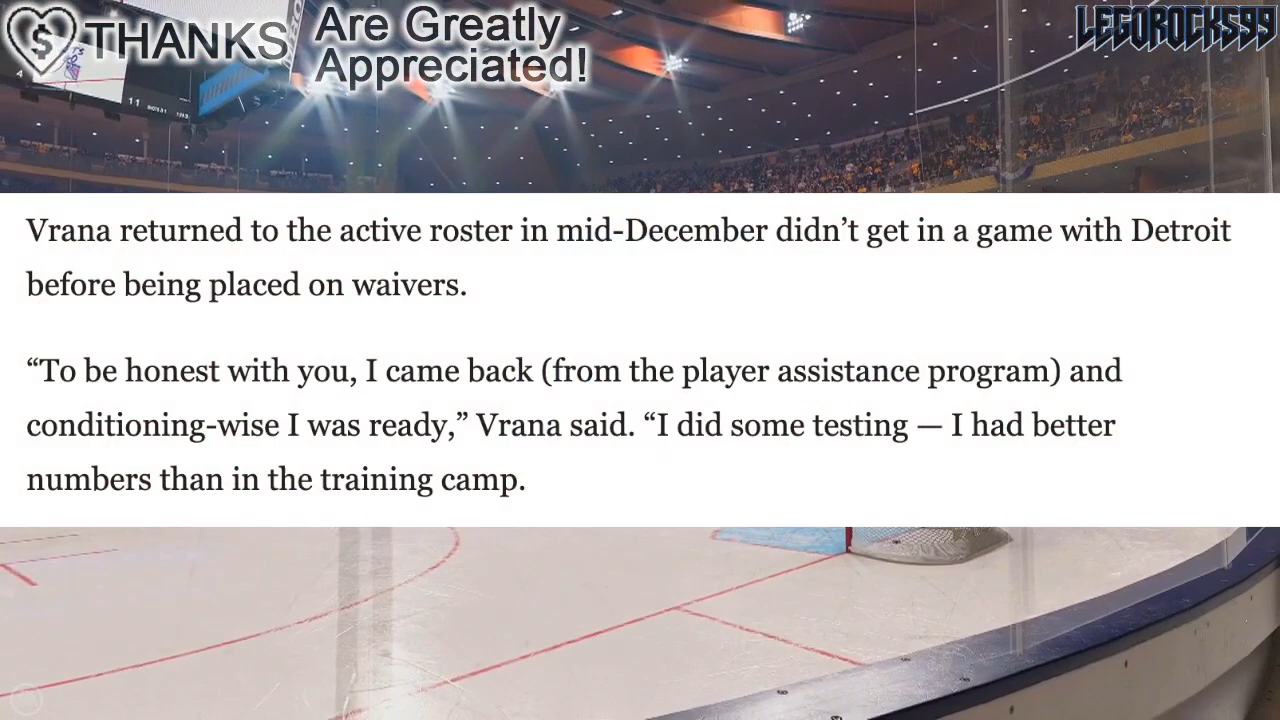 $ THANKS
Are Greatly
Appreciated!
LEGOROCKS99
11
Vrana returned to the active roster in mid-December didn’t get in a game with Detroit
before being placed on waivers.
“To be honest with you, I came back (from the player assistance program) and
conditioning-wise I was ready,” Vrana said. “I did some testing — I had better
numbers than in the training camp.